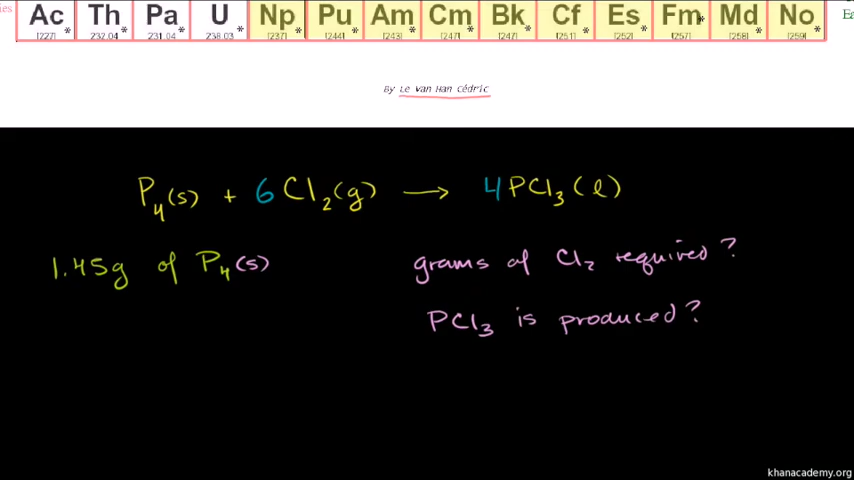 Ac Th Pa U Np Pu Am Cm Bk Cf Es Fm Md No
[227] * 232.04 * 231.04 * 238.03 * [237] * [244] * [243] * [247] * [247] * [251] * [252] * [257] * [258] * [259] *
By Le Van Han Cédric
P₄(s) + 6Cl₂(g) → 4PCl₃(l)
1.45g of P₄(s) grams of Cl₂ required?
PCl₃ is produced?
khanacademy.org